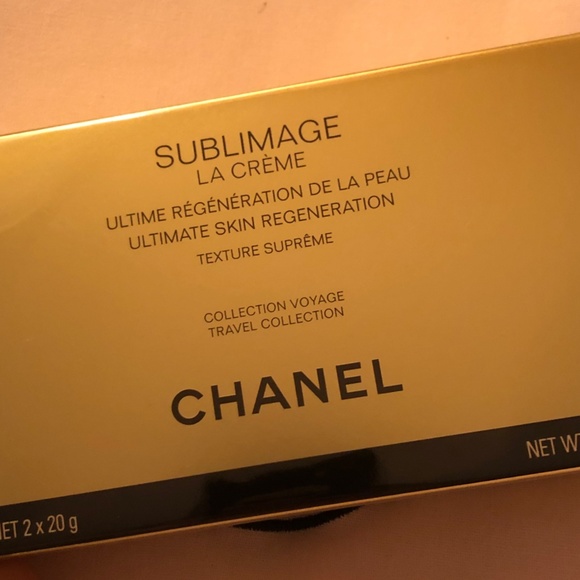 SUBLIMAGE
LA CRÈME
ULTIME RÉGÉNÉRATION DE LA PEAU
ULTIMATE SKIN REGENERATION
TEXTURE SUPRÊME
COLLECTION VOYAGE
TRAVEL COLLECTION
CHANEL
NET W
NET 2 x 20 g